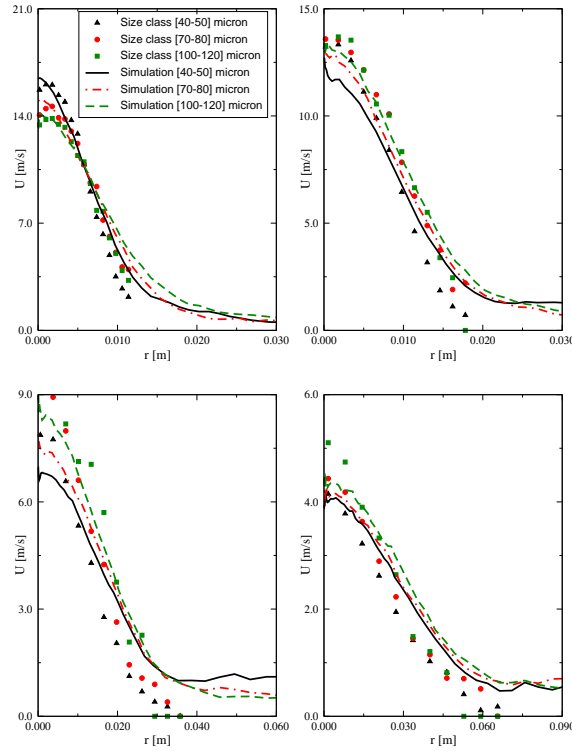 21.0
14.0
7.0
0.0
U [m/s]
0.000
0.010
0.020
0.030
r [m]
Size class [40-50] micron
Size class [70-80] micron
Size class [100-120] micron
Simulation [40-50] micron
Simulation [70-80] micron
Simulation [100-120] micron
15.0
10.0
5.0
0.0
U [m/s]
0.000
0.010
0.020
0.030
r [m]
9.0
6.0
3.0
0.0
U [m/s]
0.000
0.020
0.040
0.060
r [m]
6.0
4.0
2.0
0.0
U [m/s]
0.000
0.030
0.060
0.090
r [m]